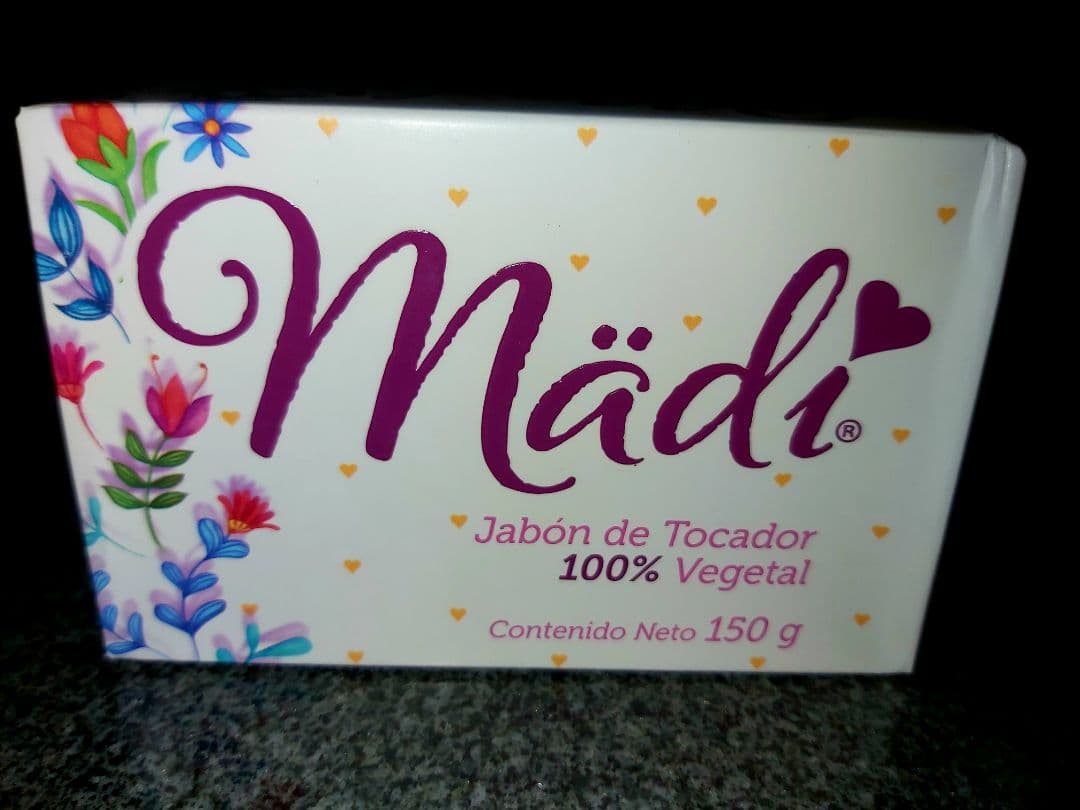 Mädi®
Jabón de Tocador
100% Vegetal
Contenido Neto 150 g